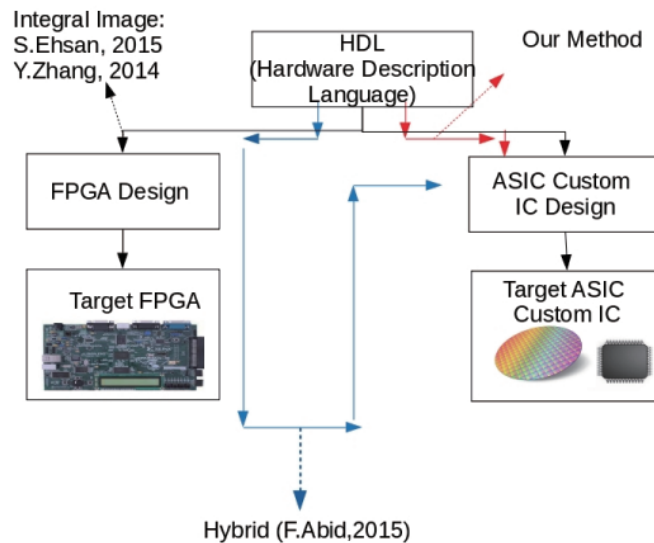 Integral Image:
S.Ehsan, 2015
Y.Zhang, 2014
HDL
(Hardware Description
Language)
Our Method
FPGA Design
ASIC Custom
IC Design
Target FPGA
Target ASIC
Custom IC
Hybrid (F.Abid,2015)